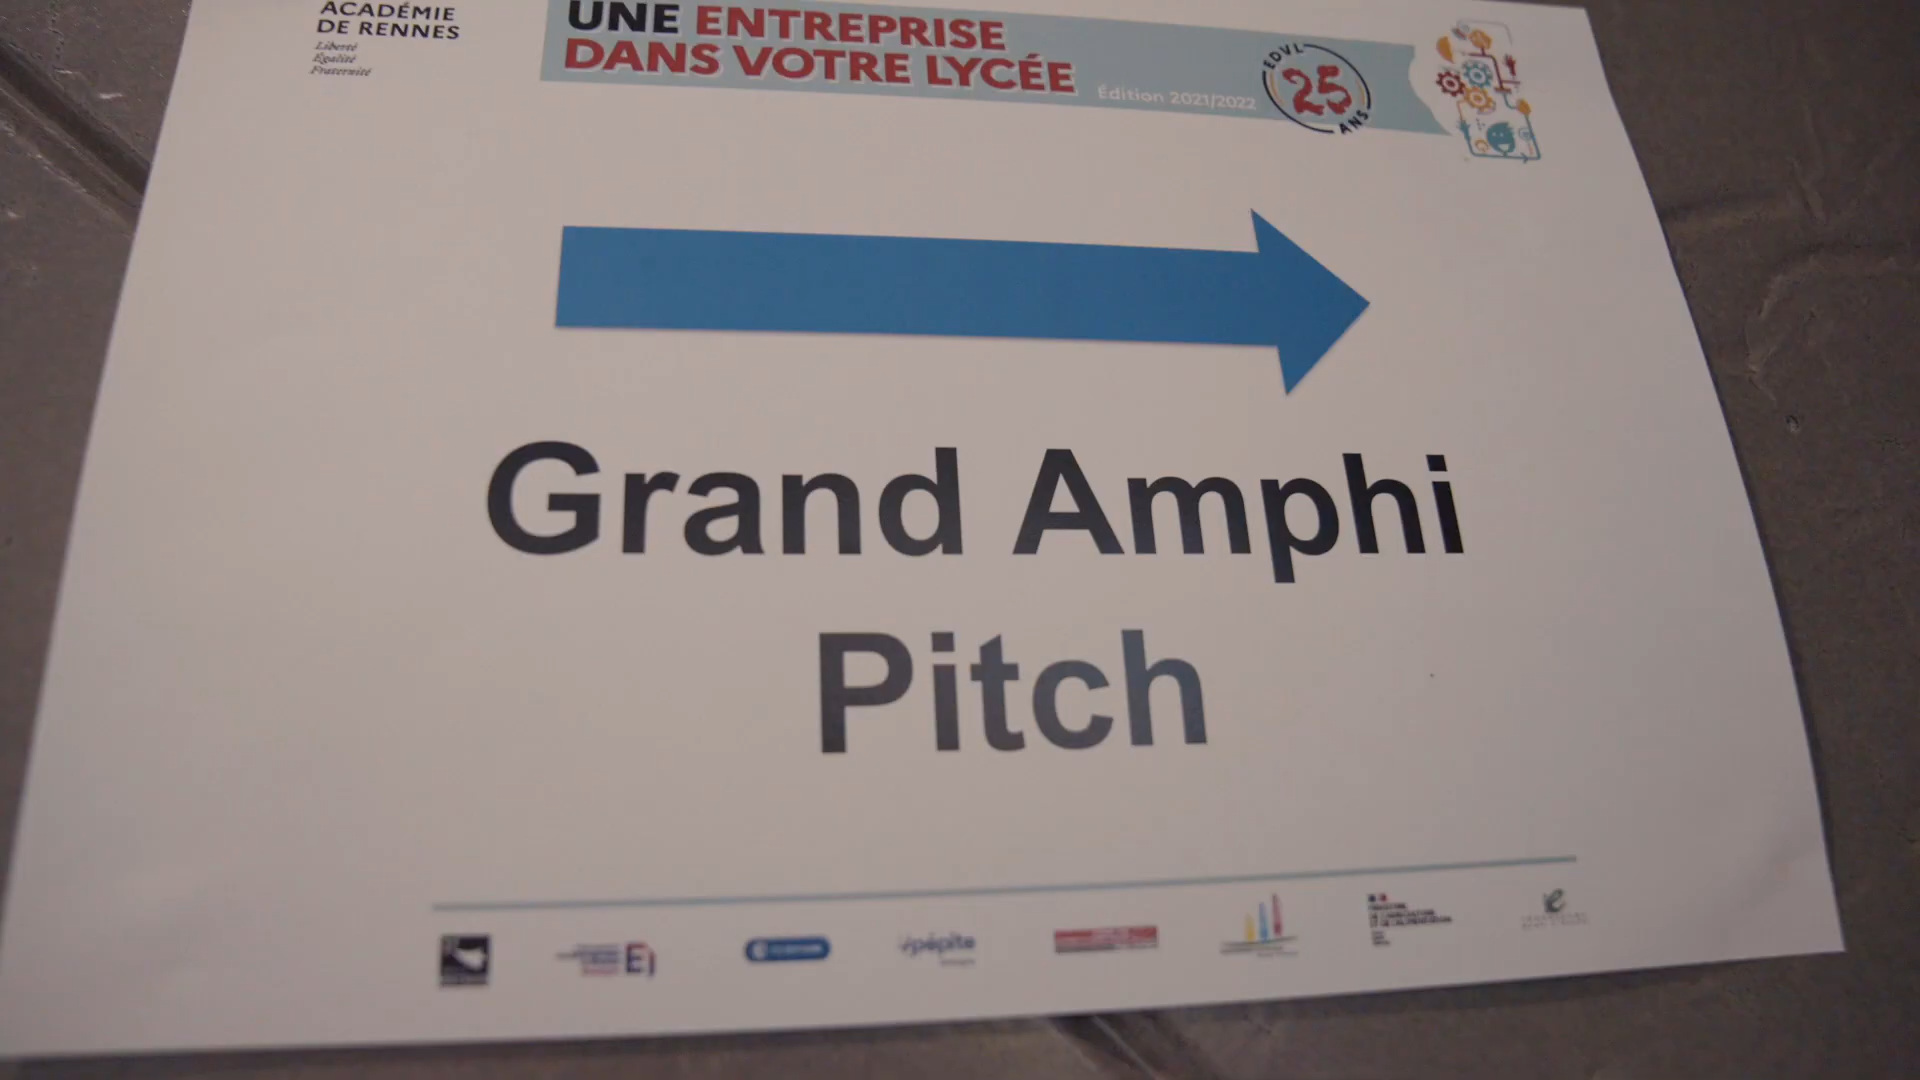 ACADÉMIE
DE RENNES
Liberté
Égalité
Fraternité
UNE ENTREPRISE
DANS VOTRE LYCÉE
Édition 2021/2022
EDVL
25
ANS
Grand Amphi
Pitch
pépite